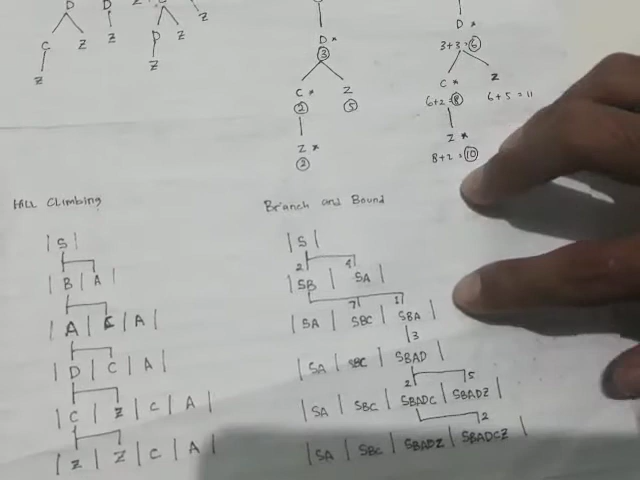 D D
C Z Z D Z
Z Z
D *
3
C * Z
2 5
Z *
2
D *
3+3=6
C * Z
6+2=8 6+5=11
Z *
8+2=10
Hill Climbing
|S|
|B|A|
|A|C|A|
|D|C|A|
|C|Z|C|A|
|Z|Z|C|A|
Branch and Bound
|S|
2 4
|SB| SA|
7 1
|SA|SBC|SBA|
3
|SA|SBC|SBAD|
2 5
|SA|SBC|SBADC|SBADZ|
2
|SA|SBC|SBADZ|SBADCZ|